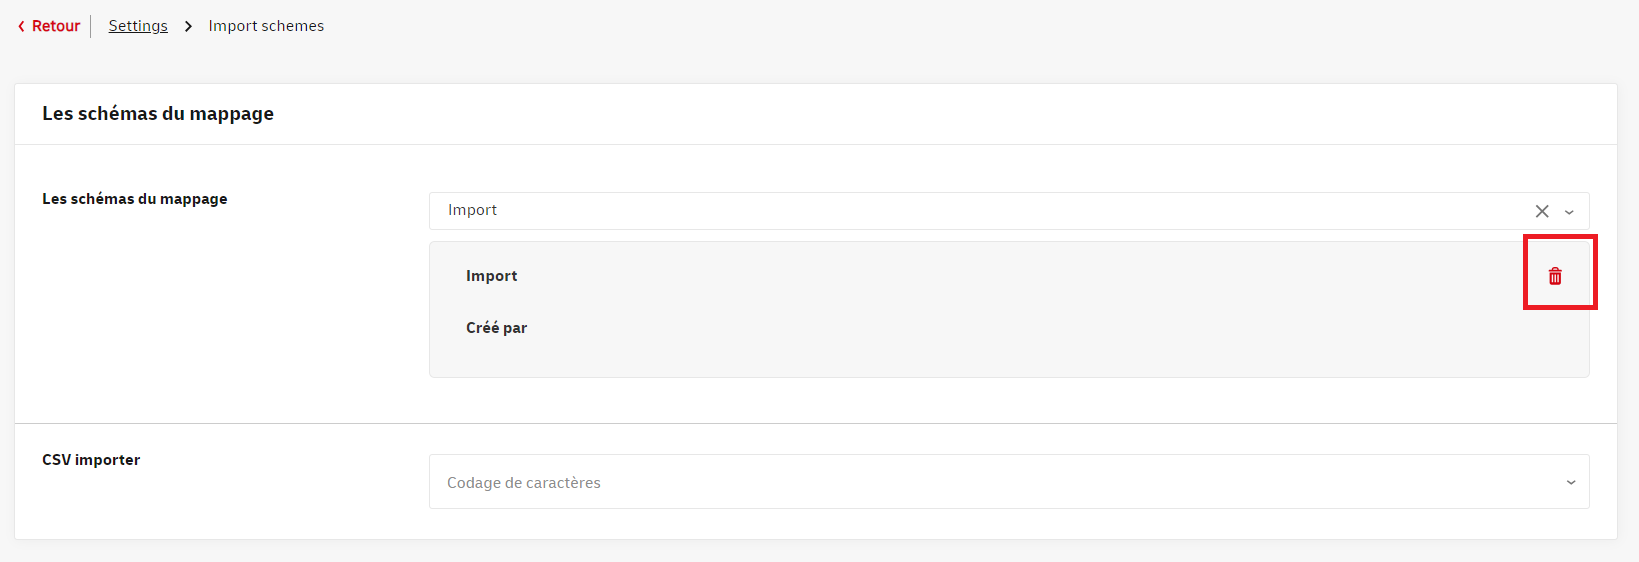 Retour
Settings > Import schemes
Les schémas du mappage
Les schémas du mappage
Import
Import
Créé par
CSV importer
Codage de caractères